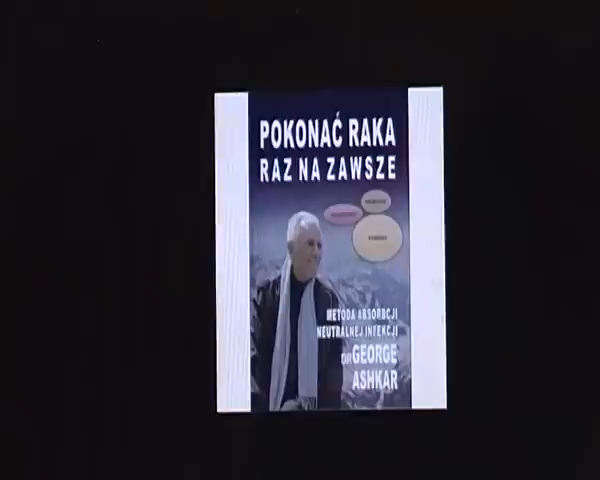 POKONAĆ RAKA
RAZ NA ZAWSZE
METODA ABSORBCJI
NEUTRALNEJ INFEKCJI
DR GEORGE
ASHKAR